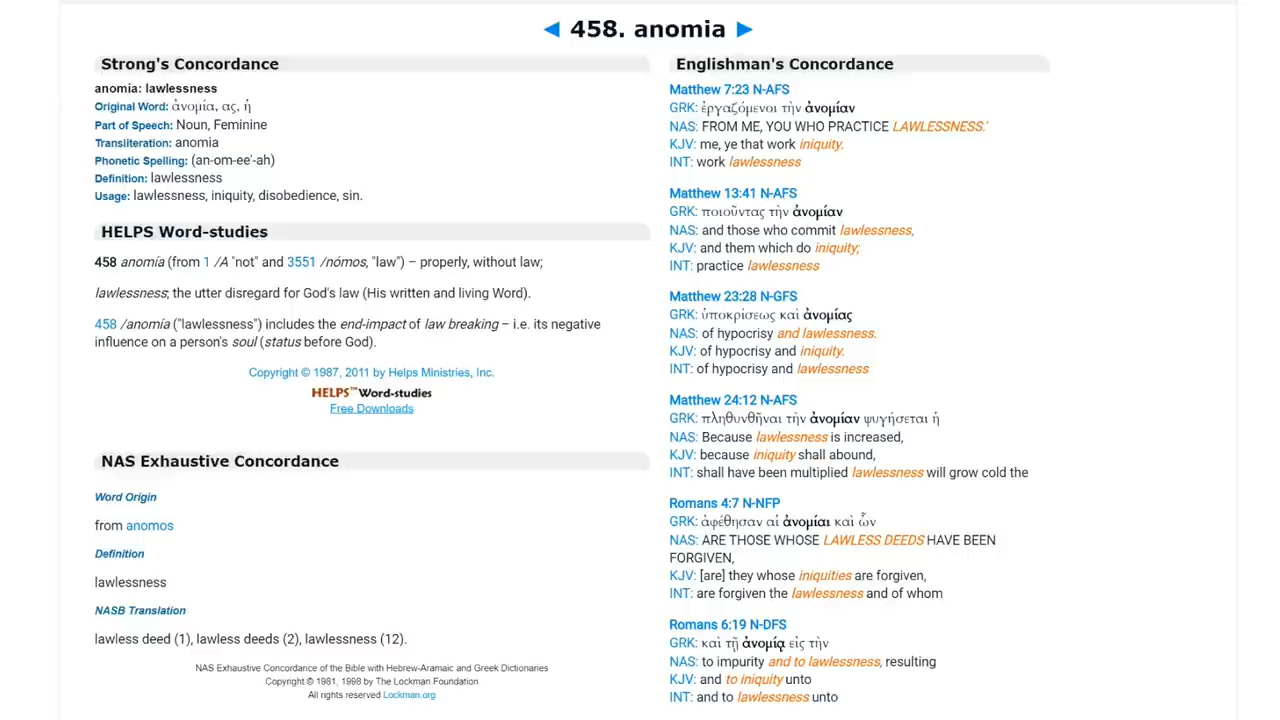 ◄ 458. anomia ►
Strong's Concordance
anomia: lawlessness
Original Word: ἀνομία, ας, ἡ
Part of Speech: Noun, Feminine
Transliteration: anomia
Phonetic Spelling: (an-om-ee'-ah)
Definition: lawlessness
Usage: lawlessness, iniquity, disobedience, sin.
HELPS Word-studies
458 anomía (from 1 /A "not" and 3551 /nómos, "law") – properly, without law;
lawlessness; the utter disregard for God's law (His written and living Word).
458 /anomía ("lawlessness") includes the end-impact of law breaking – i.e. its negative
influence on a person's soul (status before God).
Copyright © 1987, 2011 by Helps Ministries, Inc.
HELPS™Word-studies
Free Downloads
NAS Exhaustive Concordance
Word Origin
from anomos
Definition
lawlessness
NASB Translation
lawless deed (1), lawless deeds (2), lawlessness (12).
NAS Exhaustive Concordance of the Bible with Hebrew-Aramaic and Greek Dictionaries
Copyright © 1981, 1998 by The Lockman Foundation
All rights reserved Lockman.org
Englishman's Concordance
Matthew 7:23 N-AFS
GRK: ἐργαζόμενοι τὴν ἀνομίαν
NAS: FROM ME, YOU WHO PRACTICE LAWLESSNESS.'
KJV: me, ye that work iniquity.
INT: work lawlessness
Matthew 13:41 N-AFS
GRK: ποιοῦντας τὴν ἀνομίαν
NAS: and those who commit lawlessness,
KJV: and them which do iniquity;
INT: practice lawlessness
Matthew 23:28 N-GFS
GRK: ὑποκρίσεως καὶ ἀνομίας
NAS: of hypocrisy and lawlessness.
KJV: of hypocrisy and iniquity.
INT: of hypocrisy and lawlessness
Matthew 24:12 N-AFS
GRK: πληθυνθῆναι τὴν ἀνομίαν ψυγήσεται ἡ
NAS: Because lawlessness is increased,
KJV: because iniquity shall abound,
INT: shall have been multiplied lawlessness will grow cold the
Romans 4:7 N-NFP
GRK: ἀφέθησαν αἱ ἀνομίαι καὶ ὧν
NAS: ARE THOSE WHOSE LAWLESS DEEDS HAVE BEEN
FORGIVEN,
KJV: [are] they whose iniquities are forgiven,
INT: are forgiven the lawlessness and of whom
Romans 6:19 N-DFS
GRK: καὶ τῇ ἀνομίᾳ εἰς τὴν
NAS: to impurity and to lawlessness, resulting
KJV: and to iniquity unto
INT: and to lawlessness unto